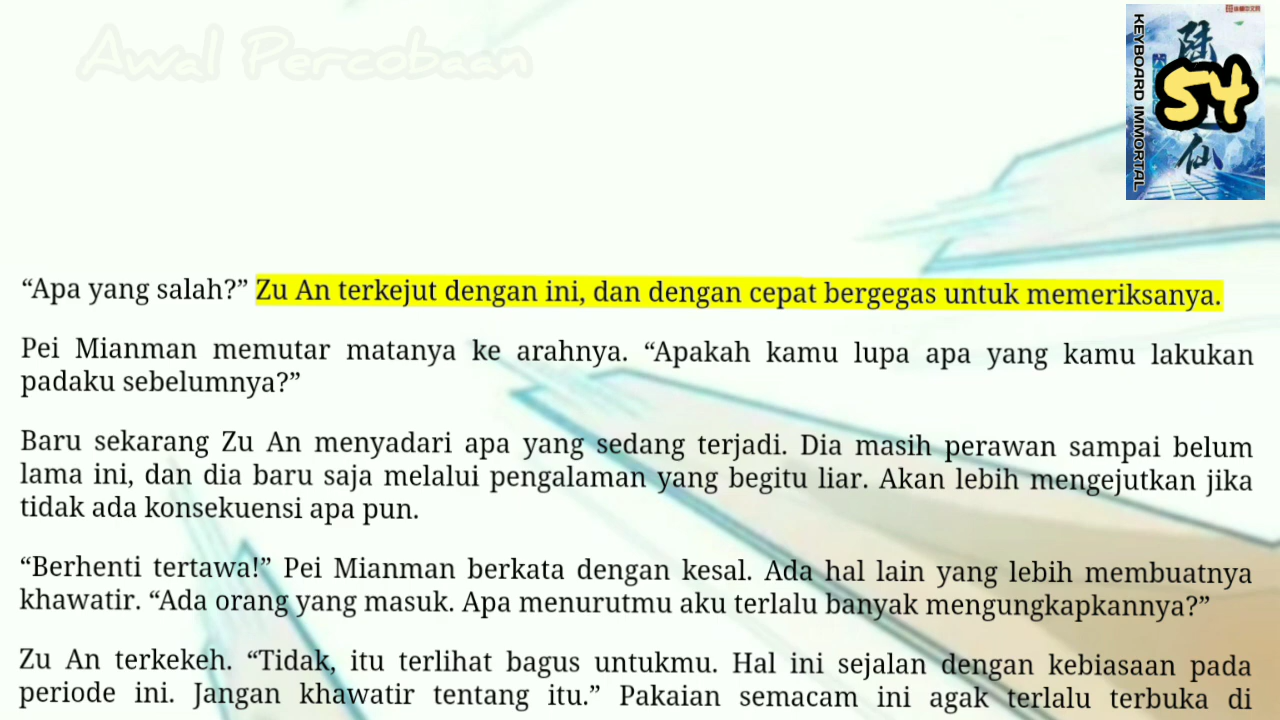 Awal Percobaan
KEYBOARD IMMORTAL
54
仙
“Apa yang salah?” Zu An terkejut dengan ini, dan dengan cepat bergegas untuk memeriksanya.
Pei Mianman memutar matanya ke arahnya. “Apakah kamu lupa apa yang kamu lakukan
padaku sebelumnya?”
Baru sekarang Zu An menyadari apa yang sedang terjadi. Dia masih perawan sampai belum
lama ini, dan dia baru saja melalui pengalaman yang begitu liar. Akan lebih mengejutkan jika
tidak ada konsekuensi apa pun.
“Berhenti tertawa!” Pei Mianman berkata dengan kesal. Ada hal lain yang lebih membuatnya
khawatir. “Ada orang yang masuk. Apa menurutmu aku terlalu banyak mengungkapkannya?”
Zu An terkekeh. “Tidak, itu terlihat bagus untukmu. Hal ini sejalan dengan kebiasaan pada
periode ini. Jangan khawatir tentang itu.” Pakaian semacam ini agak terlalu terbuka di